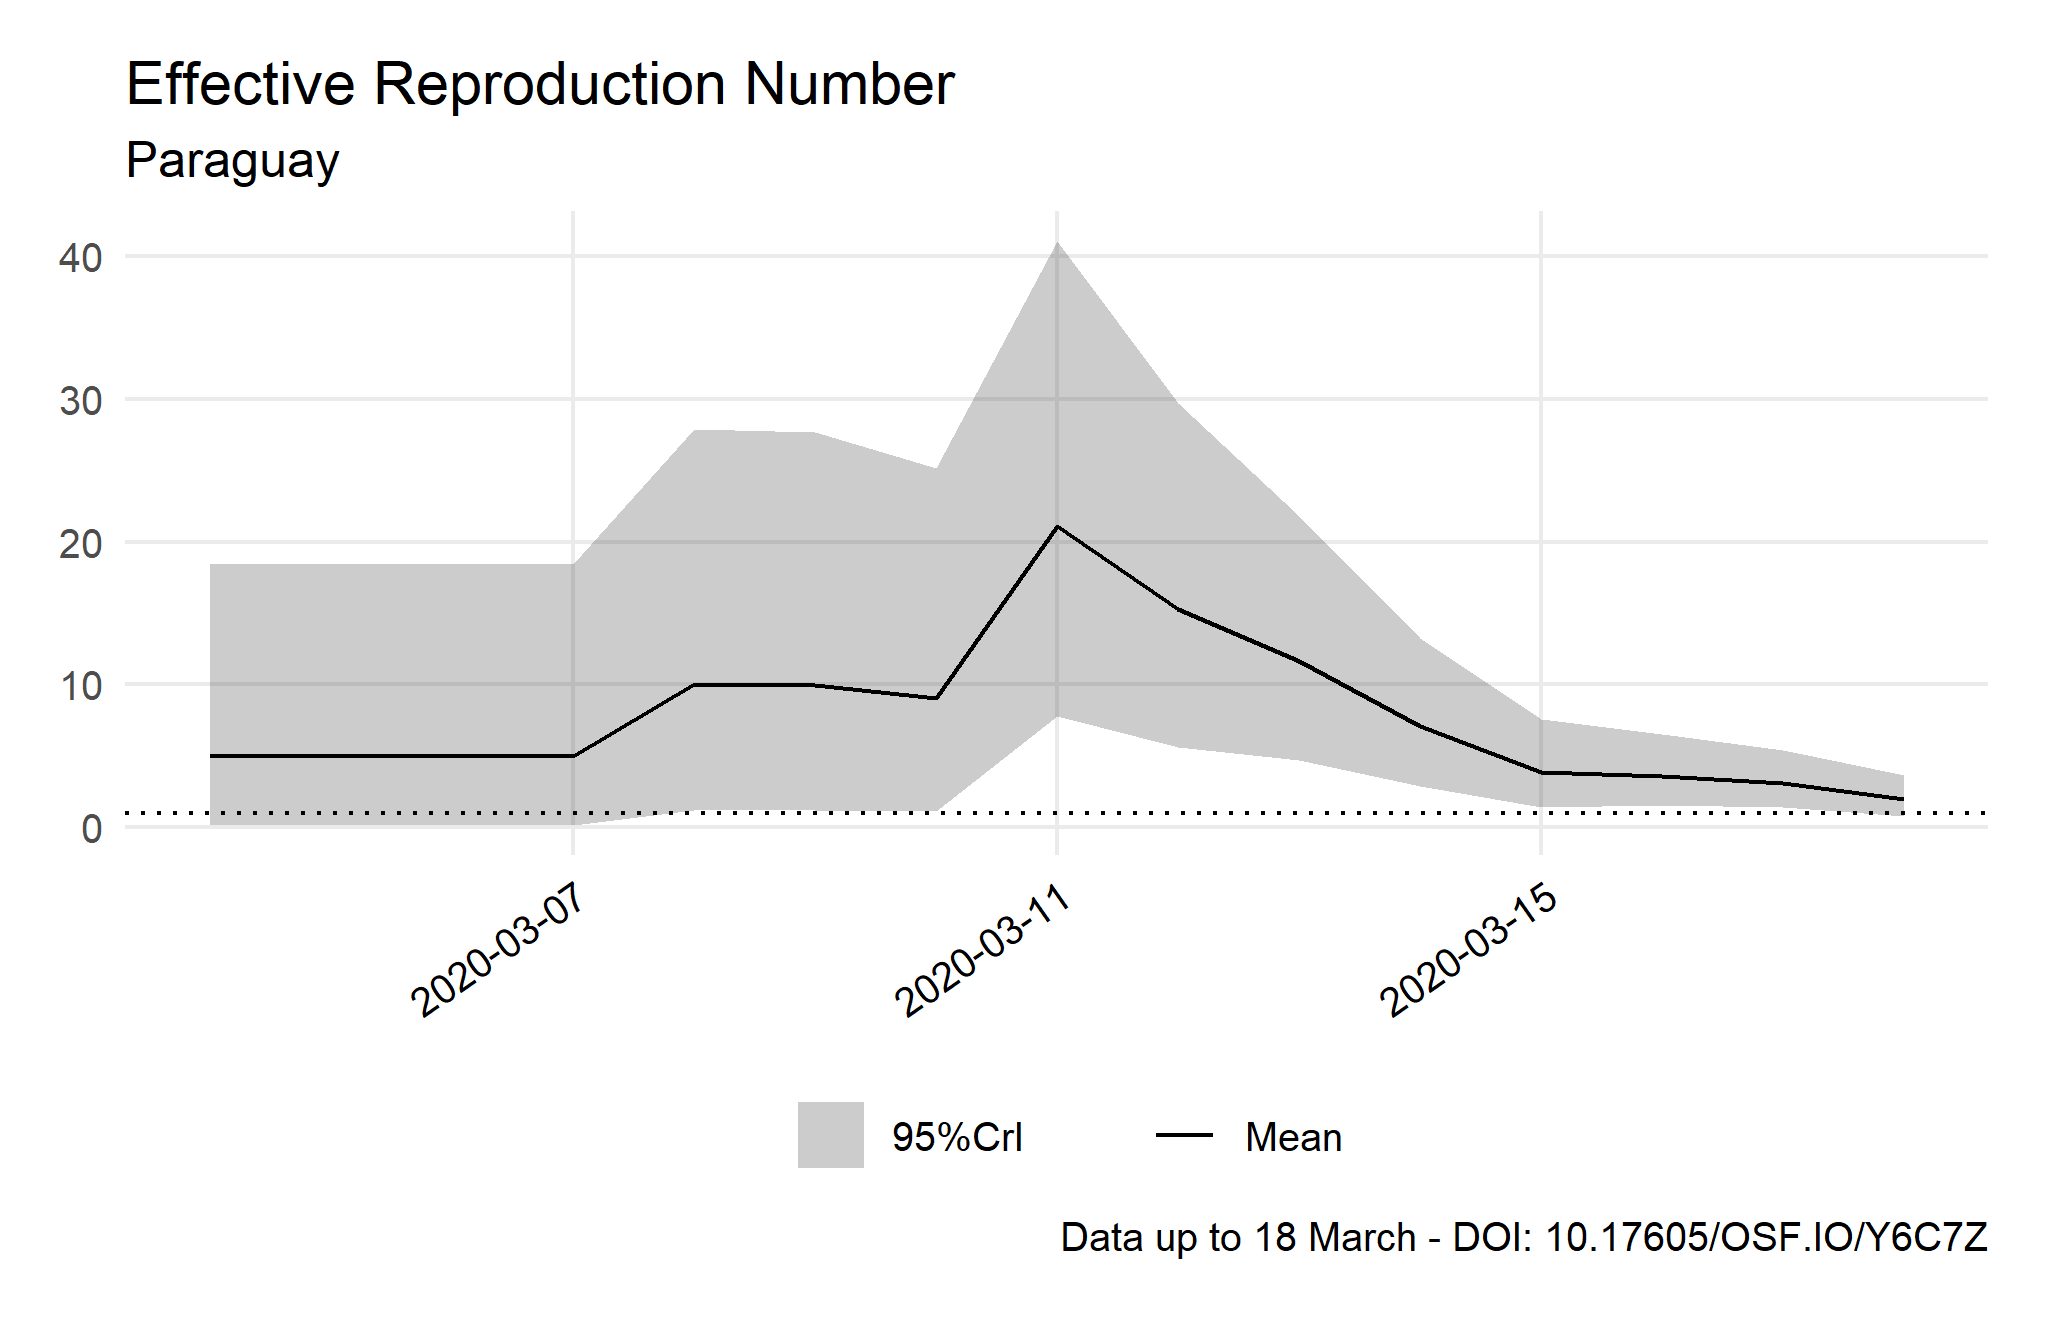 Effective Reproduction Number
Paraguay
40
30
20
10
0
2020-03-07
2020-03-11
2020-03-15
95%CrI
Mean
Data up to 18 March - DOI: 10.17605/OSF.IO/Y6C7Z